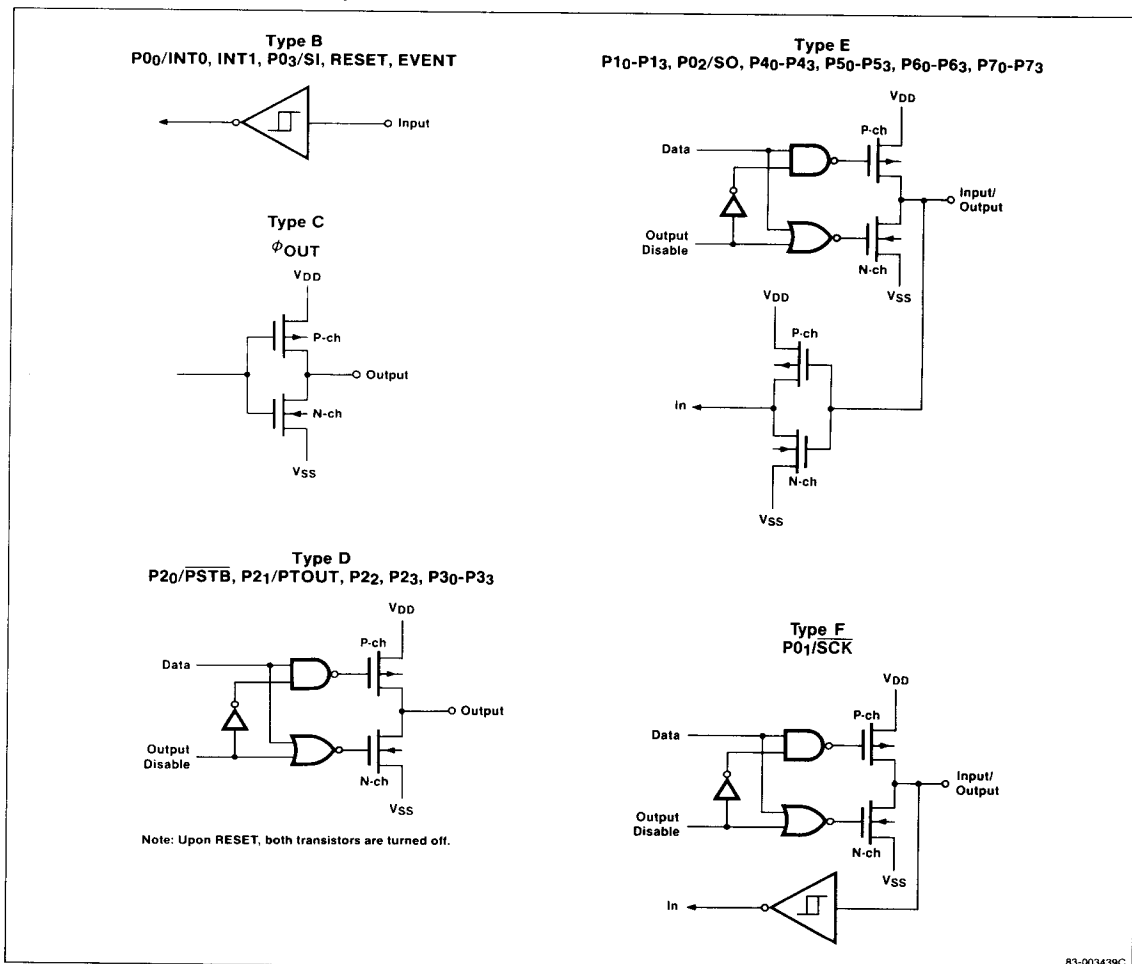 Type B
P00/INT0, INT1, P03/SI, RESET, EVENT
Input
Type C
ΦOUT
VDD
P-ch
Output
N-ch
VSS
Type D
P20/PSTB, P21/PTOUT, P22, P23, P30-P33
VDD
P-ch
Data
Output
Output
Disable
N-ch
VSS
Note: Upon RESET, both transistors are turned off.
Type E
P10-P13, P02/SO, P40-P43, P50-P53, P60-P63, P70-P73
VDD
P-ch
Data
Input/
Output
Output
Disable
N-ch
VSS
VDD
P-ch
In
N-ch
VSS
Type F
P01/SCK
VDD
P-ch
Data
Input/
Output
Output
Disable
N-ch
VSS
In
83-003439C